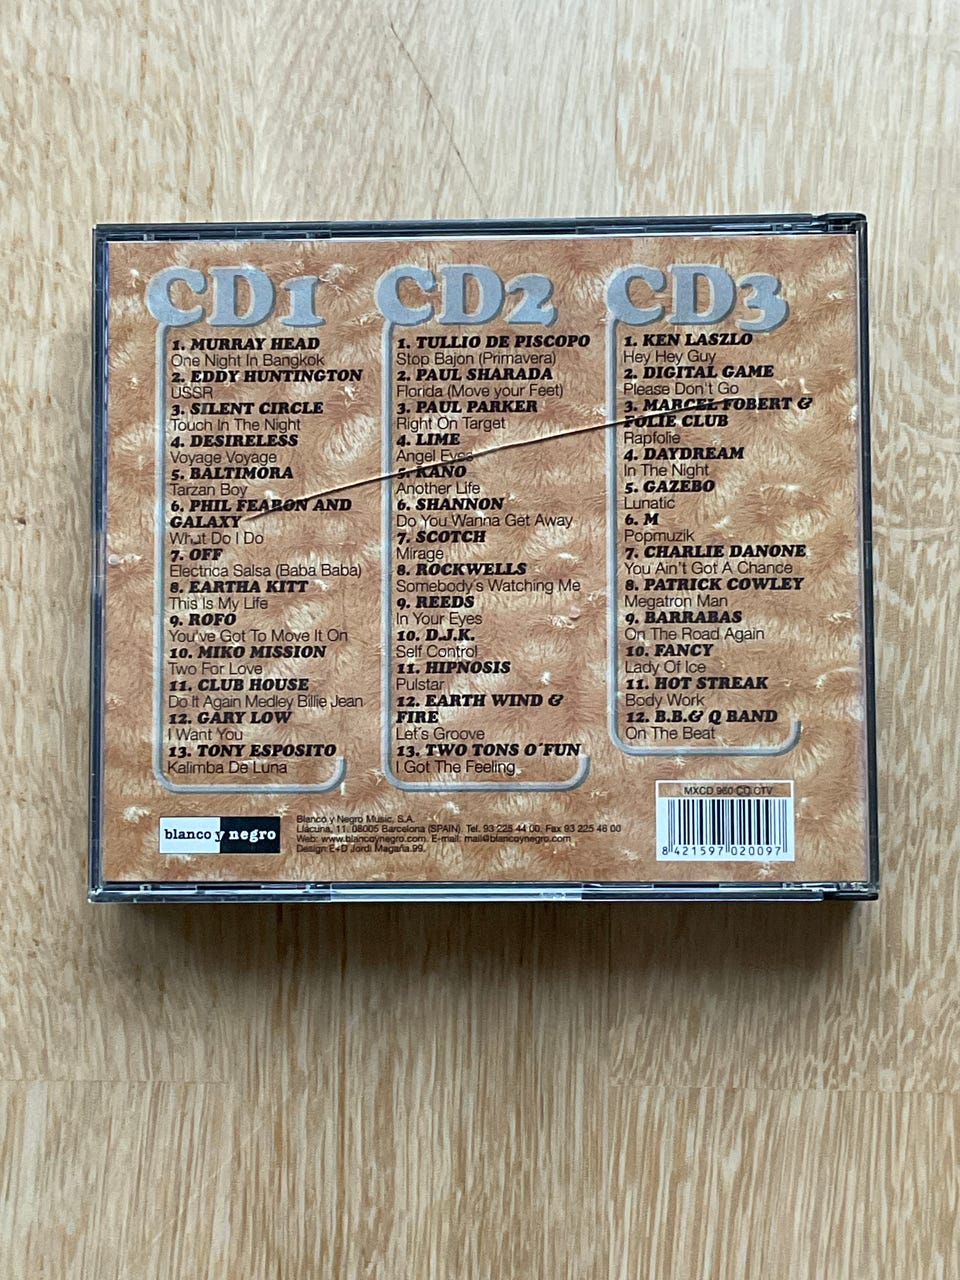 CD1
1. MURRAY HEAD
One Night In Bangkok
2. EDDY HUNTINGTON
USSR
3. SILENT CIRCLE
Touch In The Night
4. DESIRELESS
Voyage Voyage
5. BALTIMORA
Tarzan Boy
6. PHIL FEARON AND
GALAXY
What Do I Do
7. OFF
Electrica Salsa (Baba Baba)
8. EARTHA KITT
This Is My Life
9. ROFO
You've Got To Move It On
10. MIKO MISSION
Two For Love
11. CLUB HOUSE
Do It Again Medley Billie Jean
12. GARY LOW
I Want You
13. TONY ESPOSITO
Kalimba De Luna
CD2
1. TULLIO DE PISCOPO
Stop Bajon (Primavera)
2. PAUL SHARADA
Florida (Move your Feet)
3. PAUL PARKER
Right On Target
4. LIME
Angel Eyes
5. KANO
Another Life
6. SHANNON
Do You Wanna Get Away
7. SCOTCH
Mirage
8. ROCKWELLS
Somebody's Watching Me
9. REEDS
In Your Eyes
10. D.J.K.
Self Control
11. HIPNOSIS
Pulstar
12. EARTH WIND &
FIRE
Let's Groove
13. TWO TONS O´FUN
I Got The Feeling
CD3
1. KEN LASZLO
Hey Hey Guy
2. DIGITAL GAME
Please Don't Go
3. MARCEL FOBERT &
FOLIE CLUB
Rapfolie
4. DAYDREAM
In The Night
5. GAZEBO
Lunatic
6. M
Popmuzik
7. CHARLIE DANONE
You Ain't Got A Chance
8. PATRICK COWLEY
Megatron Man
9. BARRABAS
On The Road Again
10. FANCY
Lady Of Ice
11. HOT STREAK
Body Work
12. B.B.& Q BAND
On The Beat
blanco y negro
Blanco y Negro Music, S.A.
Llacuna, 11. 08005 Barcelona (SPAIN). Tel. 93 225 44 00. Fax 93 225 46 00
Web: www.blancoynegro.com. E-mail: mail@blancoynegro.com
Design:E+D Jordi Magaña.99.
MXCD 960 CD CTV
8 421597 020097